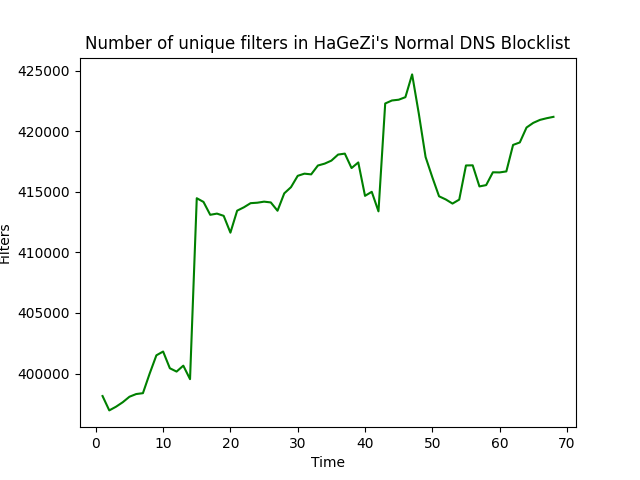 Number of unique filters in HaGeZi's Normal DNS Blocklist
425000
420000
415000
410000
405000
400000
Filters
0 10 20 30 40 50 60 70
Time